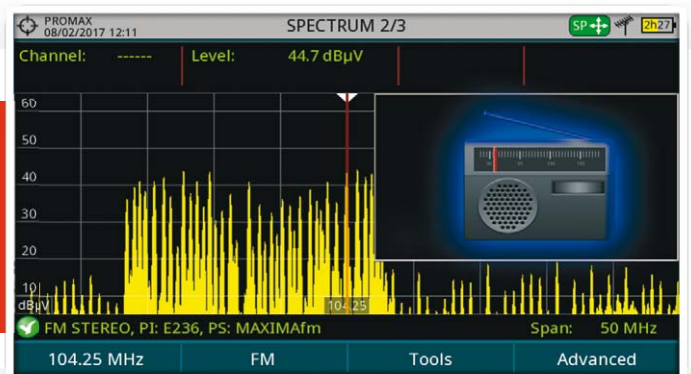 PROMAX
08/02/2017 12:11
SPECTRUM 2/3
SP
2h27
Channel: ------
Level: 44.7 dBµV
60
50
40
30
20
10
dBµV
104.25
FM STEREO, PI: E236, PS: MAXIMAfm
Span: 50 MHz
104.25 MHz
FM
Tools
Advanced